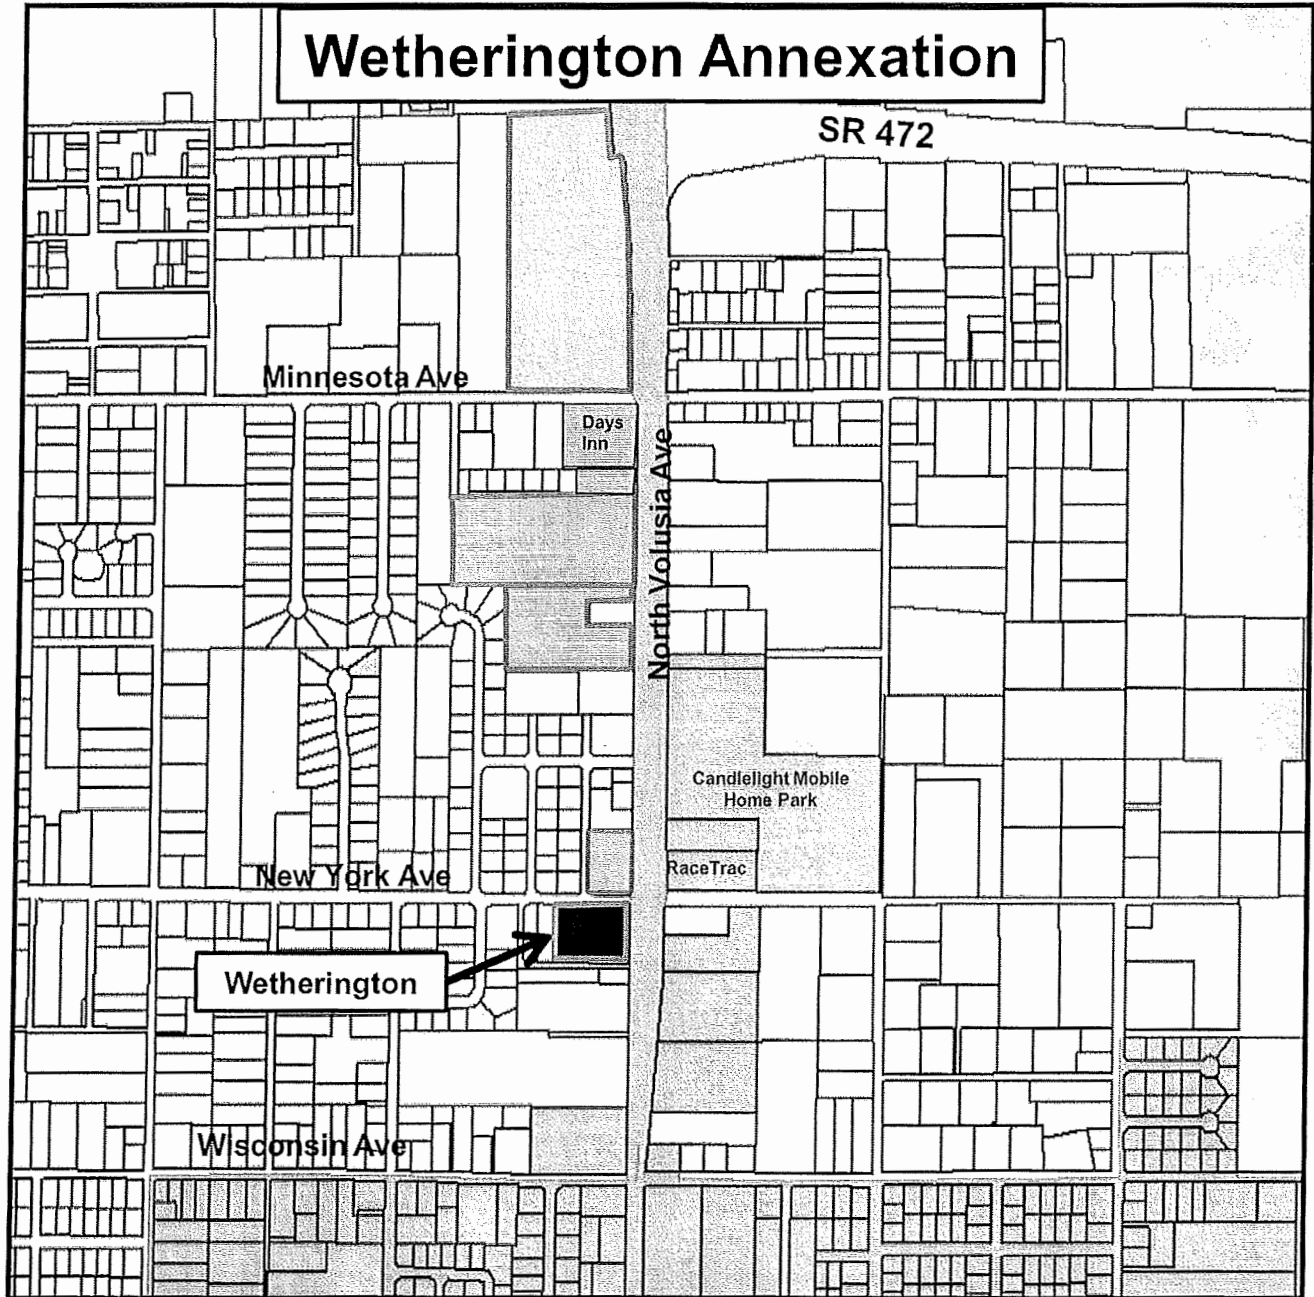 Wetherington Annexation
SR 472
Minnesota Ave
Days
Inn
North Volusia Ave
Candlelight Mobile
Home Park
RaceTrac
New York Ave
Wetherington
Wisconsin Ave